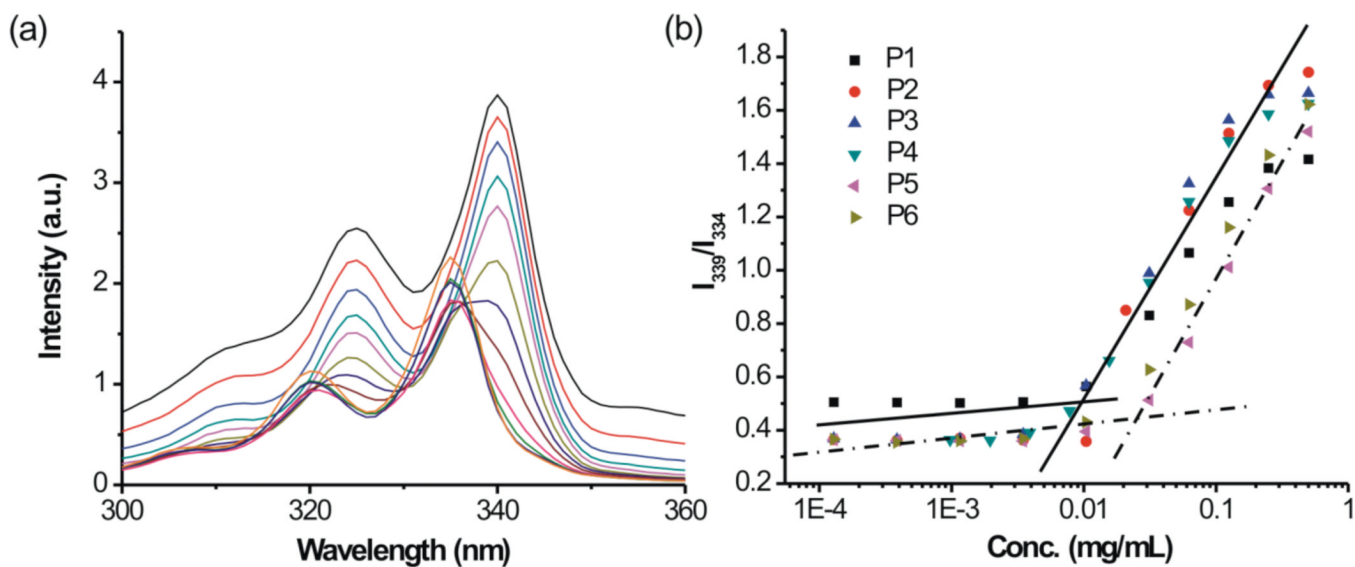 (a)
4
3
2
1
0
Intensity (a.u.)
300 320 340 360
Wavelength (nm)
(b)
P1
P2
P3
P4
P5
P6
1.8
1.6
1.4
1.2
1.0
0.8
0.6
0.4
0.2
I339/I334
1E-4 1E-3 0.01 0.1 1
Conc. (mg/mL)